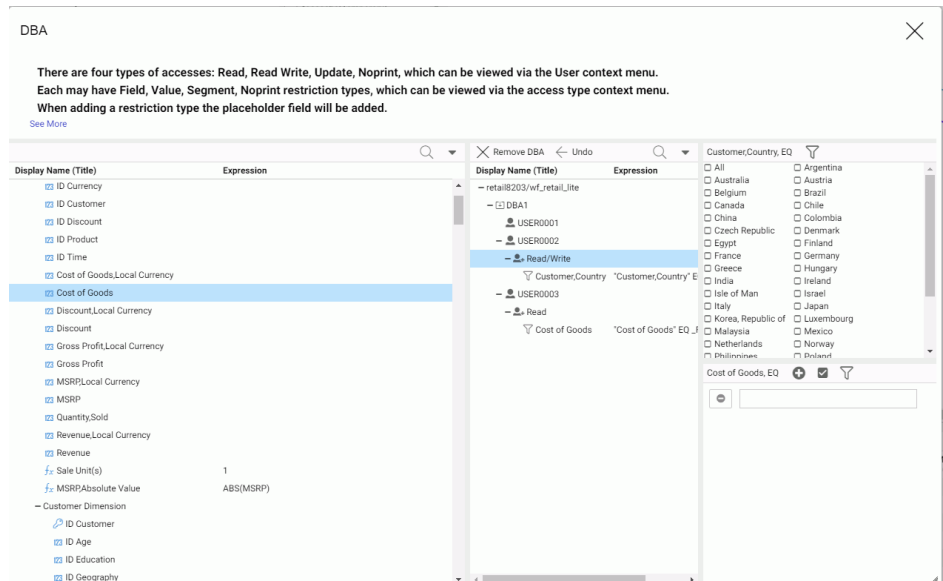 DBA
There are four types of accesses: Read, Read Write, Update, Noprint, which can be viewed via the User context menu.
Each may have Field, Value, Segment, Noprint restriction types, which can be viewed via the access type context menu.
When adding a restriction type the placeholder field will be added.
See More
Display Name (Title) Expression
ID Currency
ID Customer
ID Discount
ID Product
ID Time
Cost of Goods,Local Currency
Cost of Goods
Discount,Local Currency
Discount
Gross Profit,Local Currency
Gross Profit
MSRP,Local Currency
MSRP
Quantity,Sold
Revenue,Local Currency
Revenue
Sale Unit(s) 1
MSRP,Absolute Value ABS(MSRP)
Customer Dimension
ID Customer
ID Age
ID Education
ID Geography
Remove DBA Undo
Display Name (Title) Expression
retail8203/wf_retail_lite
DBA1
USER0001
USER0002
Read/Write
Customer,Country "Customer,Country" E
USER0003
Read
Cost of Goods "Cost of Goods" EQ _F
Customer,Country, EQ
All Argentina
Australia Austria
Belgium Brazil
Canada Chile
China Colombia
Czech Republic Denmark
Egypt Finland
France Germany
Greece Hungary
India Ireland
Isle of Man Israel
Italy Japan
Korea, Republic of Luxembourg
Malaysia Mexico
Netherlands Norway
Philippines Poland
Cost of Goods, EQ